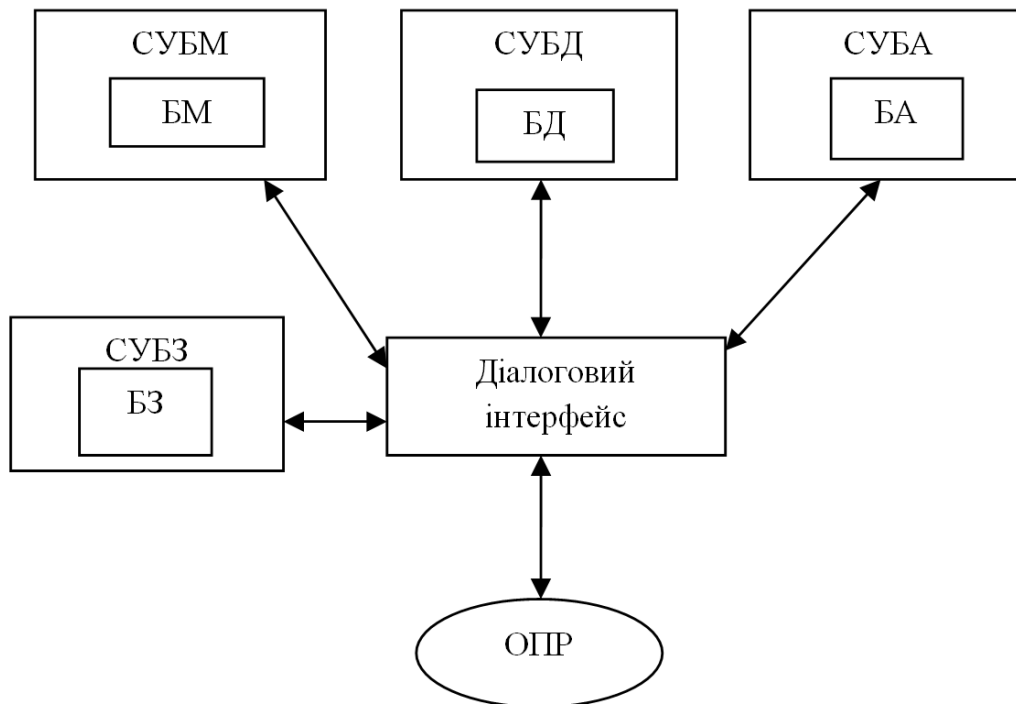 СУБМ
БМ
СУБД
БД
СУБА
БА
СУБЗ
БЗ
Діалоговий
інтерфейс
ОПР